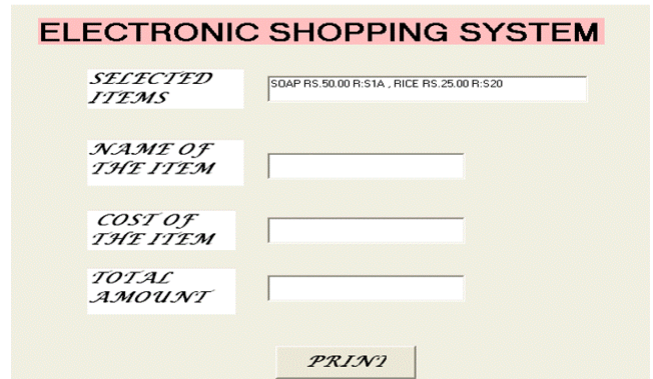 ELECTRONIC SHOPPING SYSTEM
SELECTED
ITEMS
SOAP RS.50.00 R:S1A , RICE RS.25.00 R:S20
NAME OF
THE ITEM
COST OF
THE ITEM
TOTAL
AMOUNT
PRINT